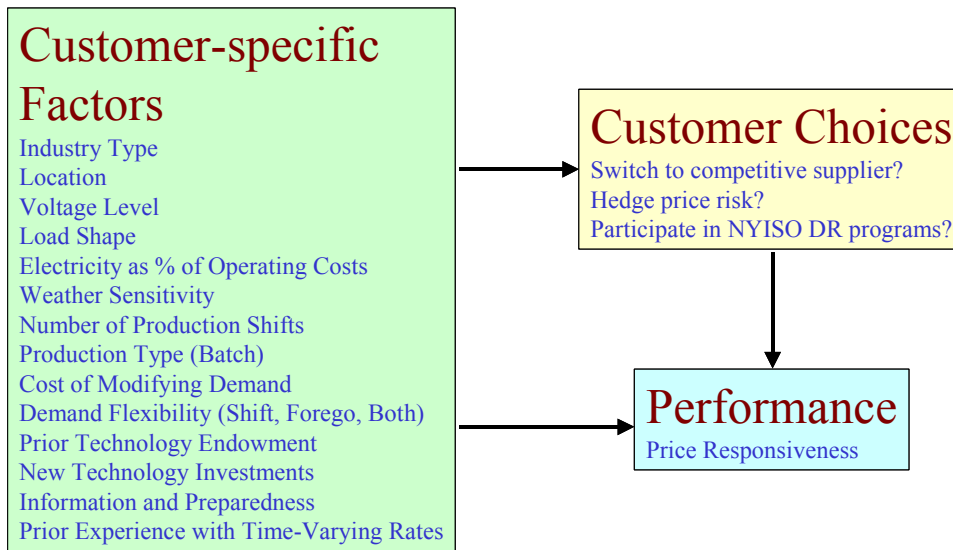 Customer-specific
Factors
Industry Type
Location
Voltage Level
Load Shape
Electricity as % of Operating Costs
Weather Sensitivity
Number of Production Shifts
Production Type (Batch)
Cost of Modifying Demand
Demand Flexibility (Shift, Forego, Both)
Prior Technology Endowment
New Technology Investments
Information and Preparedness
Prior Experience with Time-Varying Rates
Customer Choices
Switch to competitive supplier?
Hedge price risk?
Participate in NYISO DR programs?
Performance
Price Responsiveness